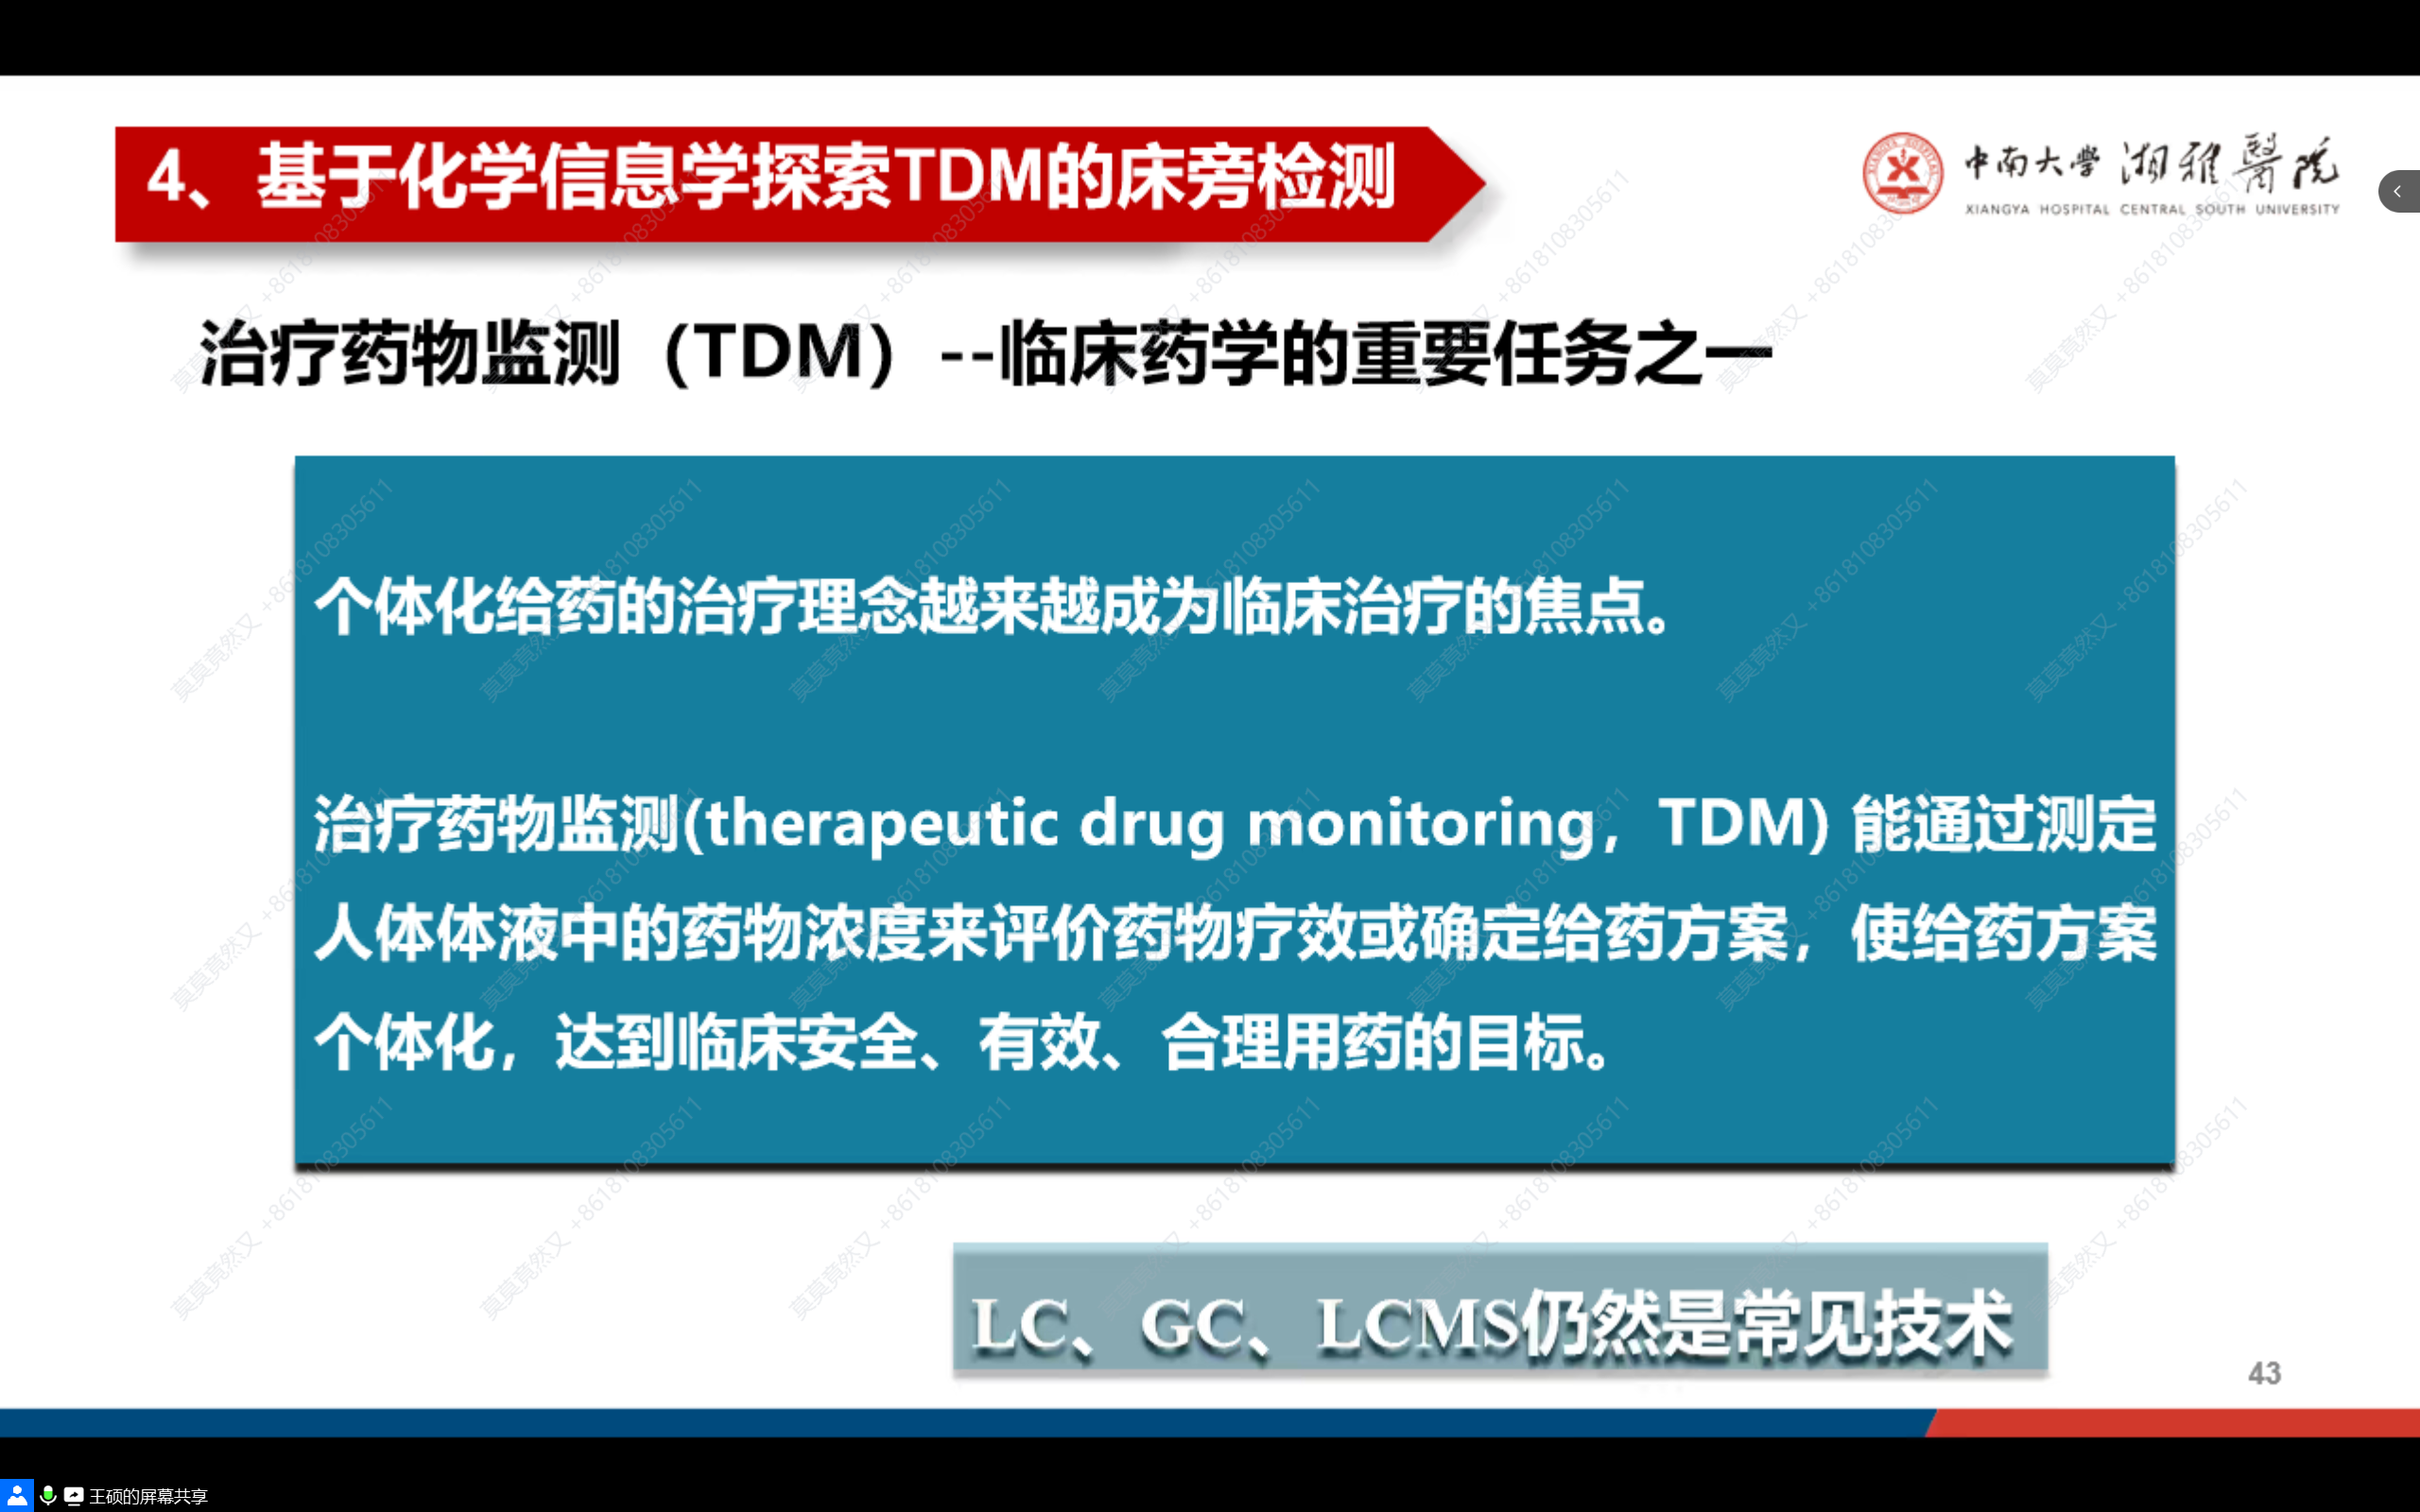 4、基于化学信息学探索TDM的床旁检测
中南大学 湘雅醫院
XIANGYA HOSPITAL CENTRAL SOUTH UNIVERSITY
治疗药物监测（TDM）--临床药学的重要任务之一
个体化给药的治疗理念越来越成为临床治疗的焦点。
治疗药物监测(therapeutic drug monitoring，TDM) 能通过测定
人体体液中的药物浓度来评价药物疗效或确定给药方案，使给药方案
个体化，达到临床安全、有效、合理用药的目标。
LC、GC、LCMS仍然是常见技术
43
莫莫竟然又 +8618108305611
王硕的屏幕共享